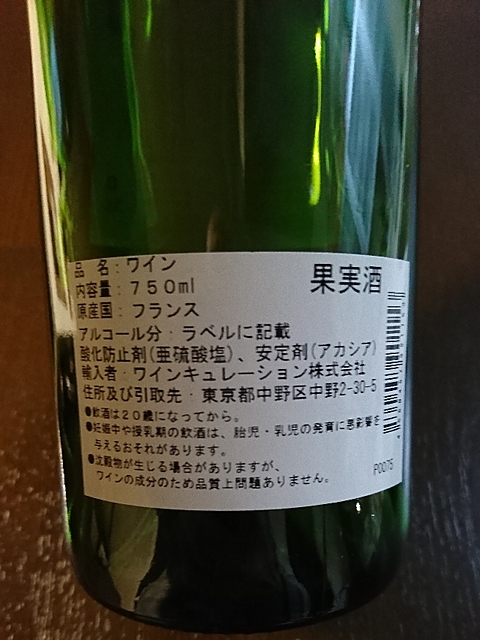 品 名：ワイン
果実酒
内容量：750ml
原産国：フランス
アルコール分：ラベルに記載
酸化防止剤(亜硫酸塩)、安定剤(アカシア)
輸入者：ワインキュレーション株式会社
住所及び引取先：東京都中野区中野2-30-5
●飲酒は20歳になってから。
●妊娠中や授乳期の飲酒は、胎児・乳児の発育に悪影響を
与えるおそれがあります。
●沈殿物が生じる場合がありますが、
ワインの成分のため品質上問題ありません。
P0075